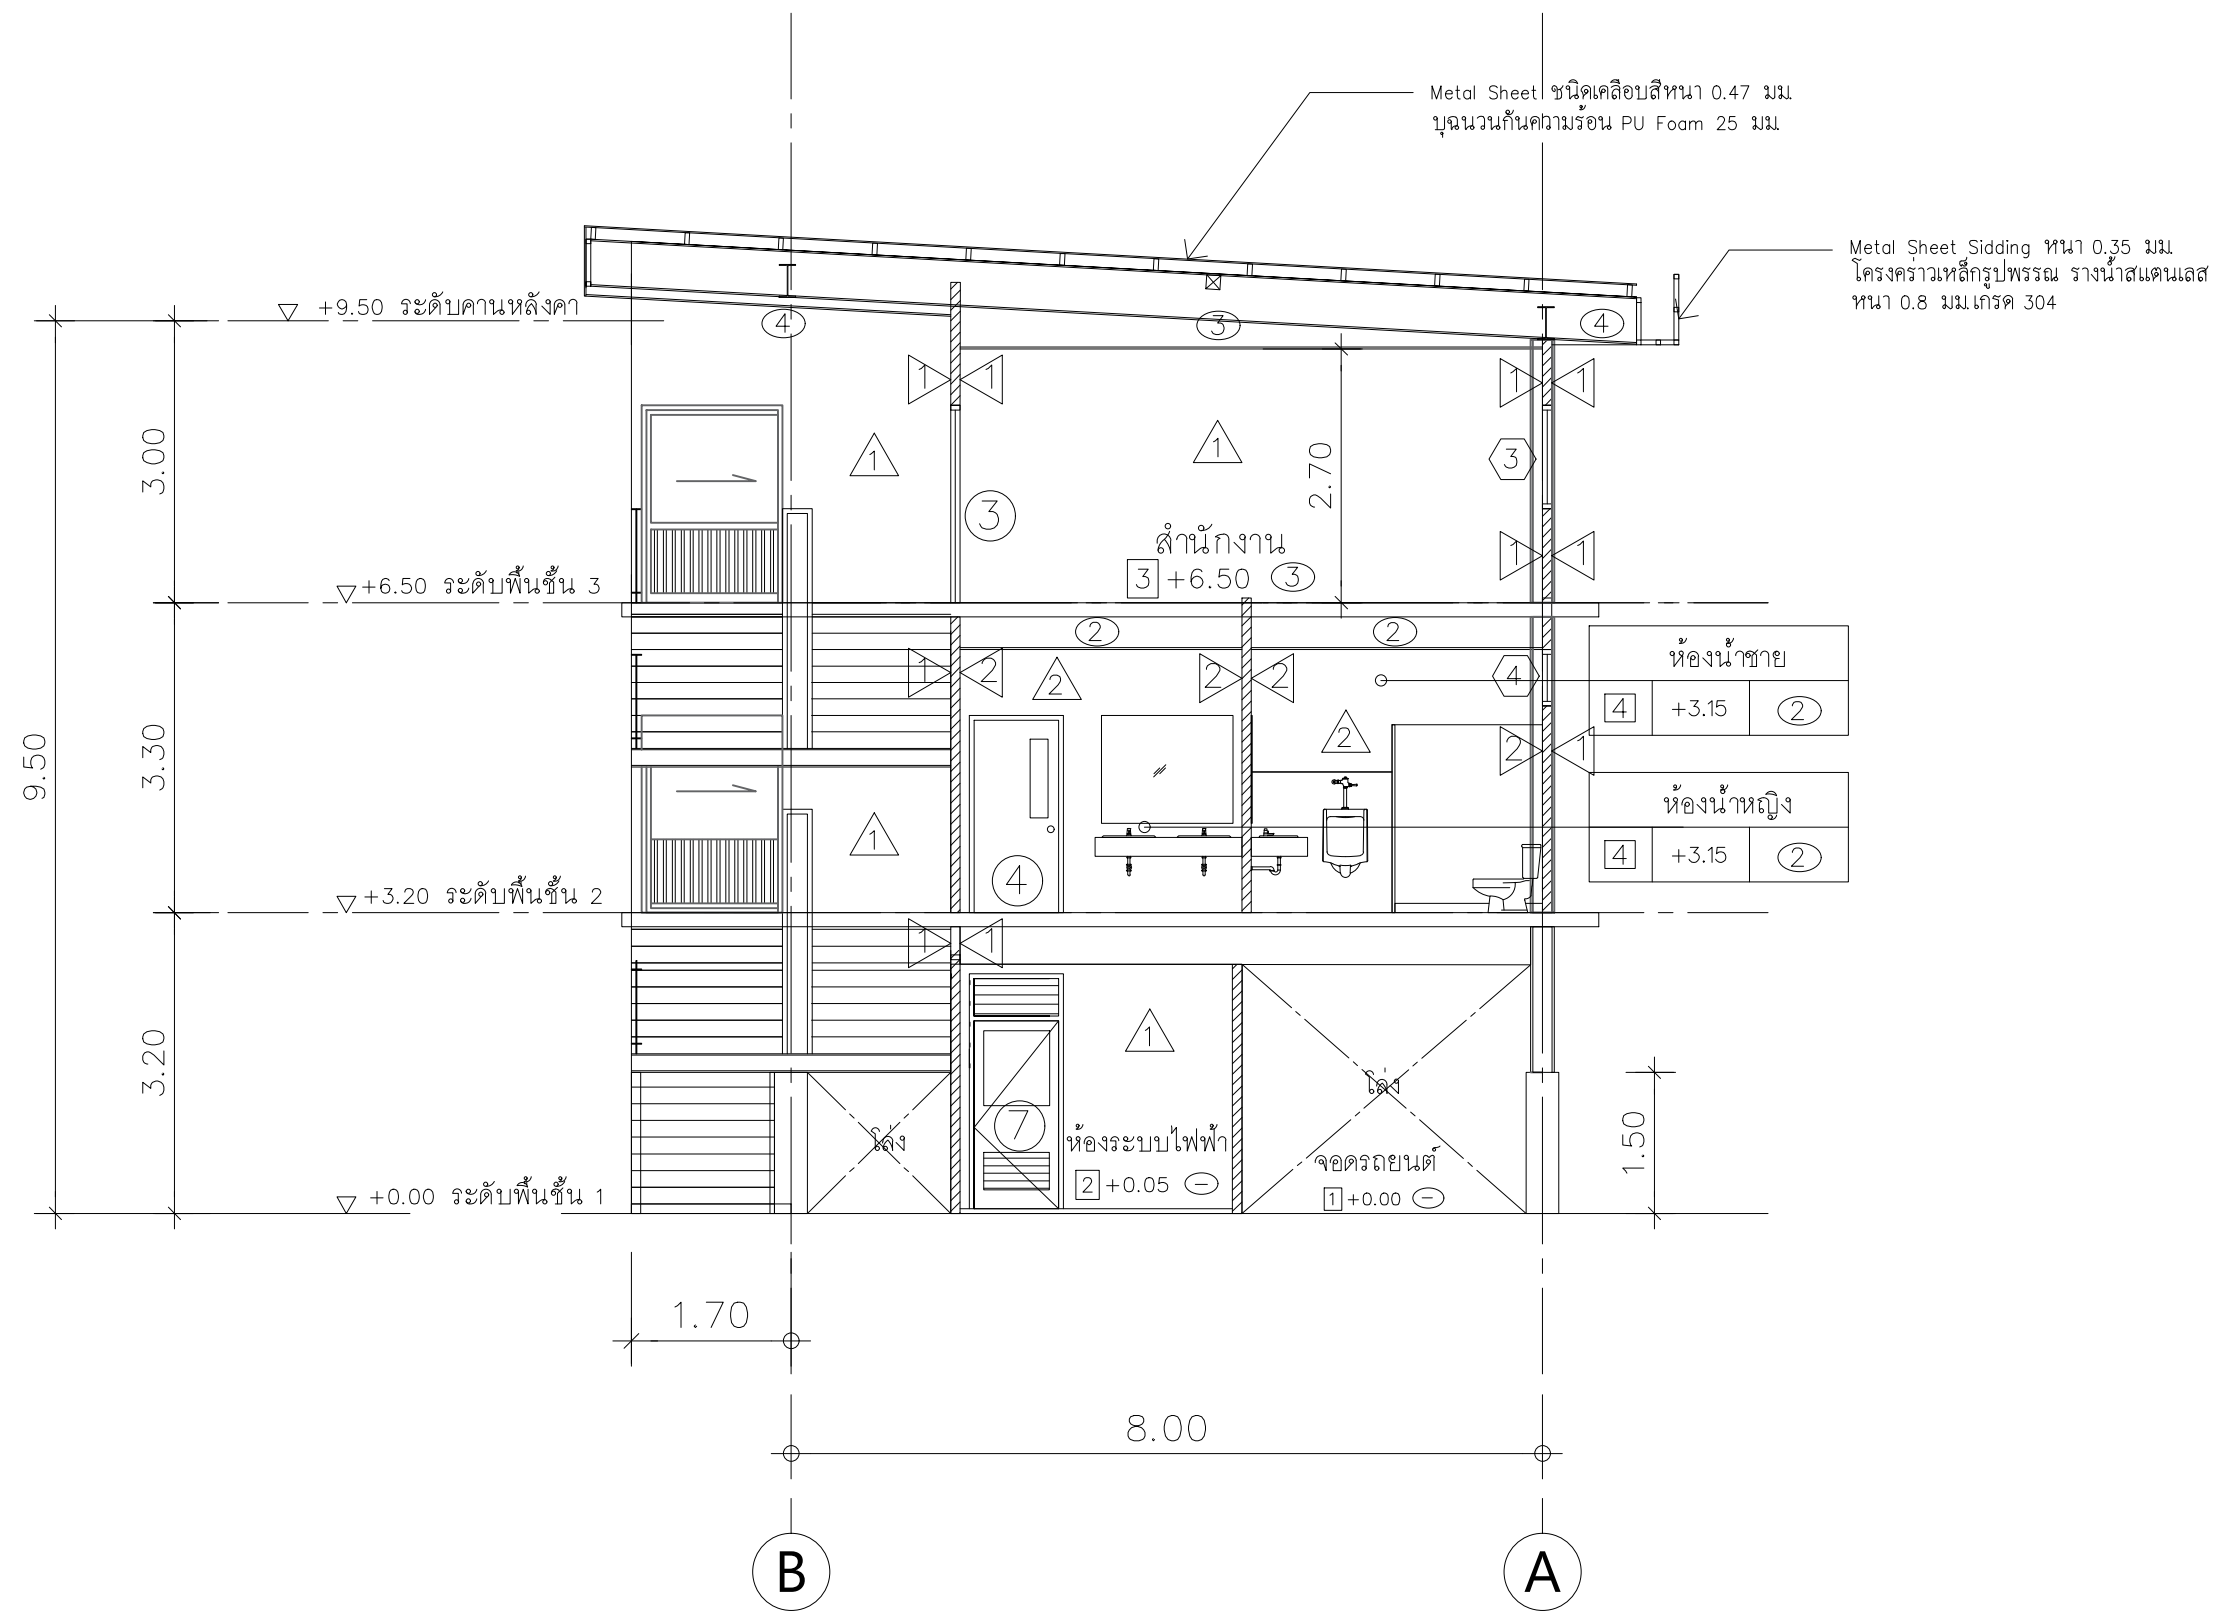 Metal Sheet ชนิดเคลือบสีหนา 0.47 มม.
บุฉนวนกันความร้อน PU Foam 25 มม.
Metal Sheet Sidding หนา 0.35 มม.
โครงคร่าวเหล็กรูปพรรณ รางน้ำสแตนเลส
หนา 0.8 มม.เกรด 304
+9.50 ระดับคานหลังคา
4
3
4
1
1
1
1
3.00
1
1
2.70
3
3
สำนักงาน
3 +6.50 3
1
1
+6.50 ระดับพื้นชั้น 3
2
2
ห้องน้ำชาย
4 +3.15 2
1
2
2
2
2
4
9.50
3.30
2
2
1
ห้องน้ำหญิง
4 +3.15 2
1
4
+3.20 ระดับพื้นชั้น 2
1
1
3.20
1
โล่ง
7
โล่ง
ห้องระบบไฟฟ้า
2 +0.05 -
จอดรถยนต์
1 +0.00 -
1.50
+0.00 ระดับพื้นชั้น 1
1.70
8.00
B
A